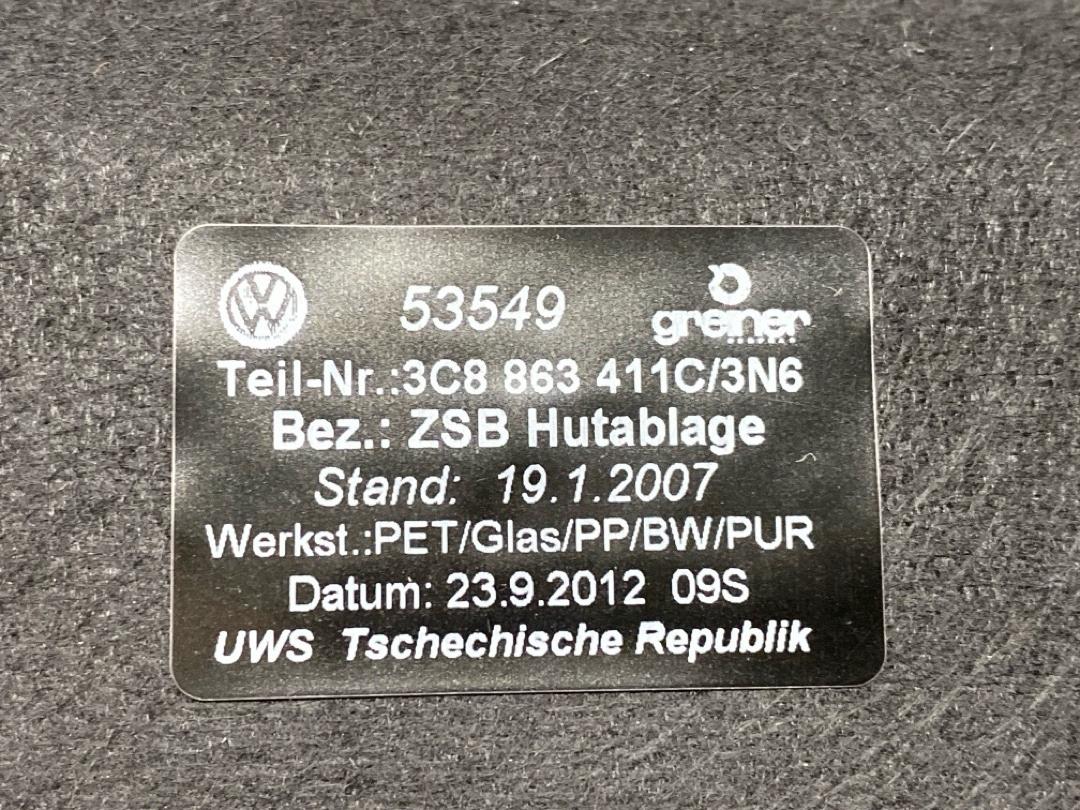 53549 greiner
Teil-Nr.:3C8 863 411C/3N6
Bez.: ZSB Hutablage
Stand: 19.1.2007
Werkst.:PET/Glas/PP/BW/PUR
Datum: 23.9.2012 09S
UWS Tschechische Republik